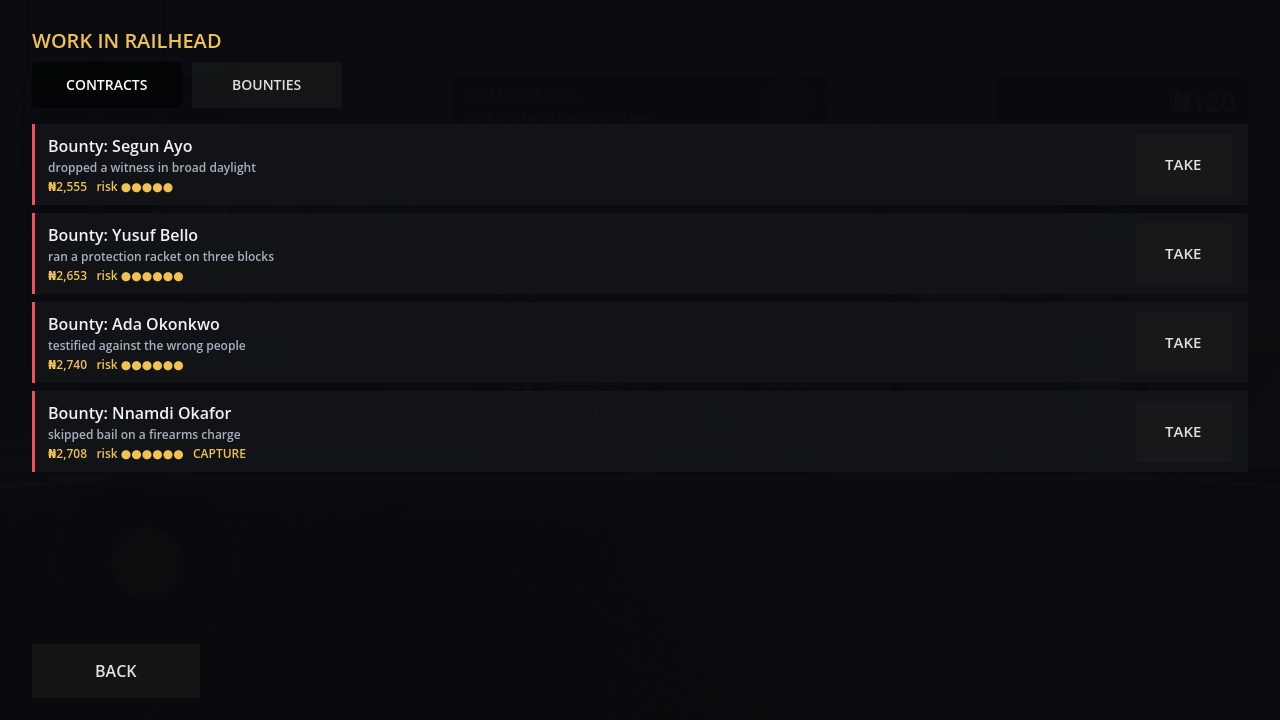 WORK IN RAILHEAD
CONTRACTS
BOUNTIES
₦120
Bounty: Segun Ayo
dropped a witness in broad daylight
₦2,555 risk ●●●●●
TAKE
Bounty: Yusuf Bello
ran a protection racket on three blocks
₦2,653 risk ●●●●●●
TAKE
Bounty: Ada Okonkwo
testified against the wrong people
₦2,740 risk ●●●●●●
TAKE
Bounty: Nnamdi Okafor
skipped bail on a firearms charge
₦2,708 risk ●●●●●● CAPTURE
TAKE
BACK